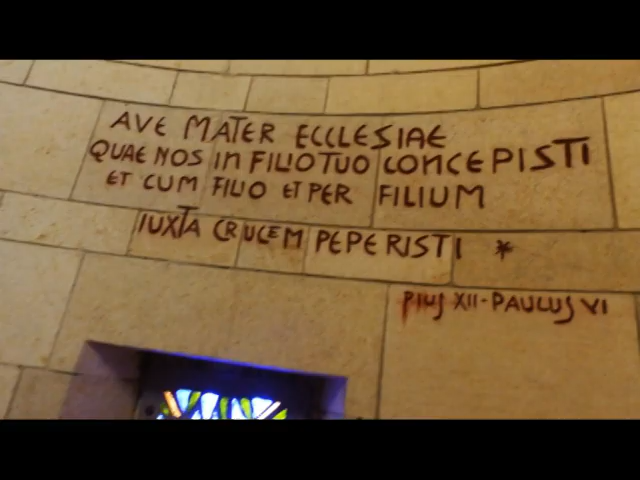 AVE MATER ECCLESIAE
QUAE NOS IN FILIO TUO CONCEPISTI
ET CUM FILIO ET PER FILIUM
IUXTA CRUCEM PEPERISTI *
PIUS XII - PAULUS VI